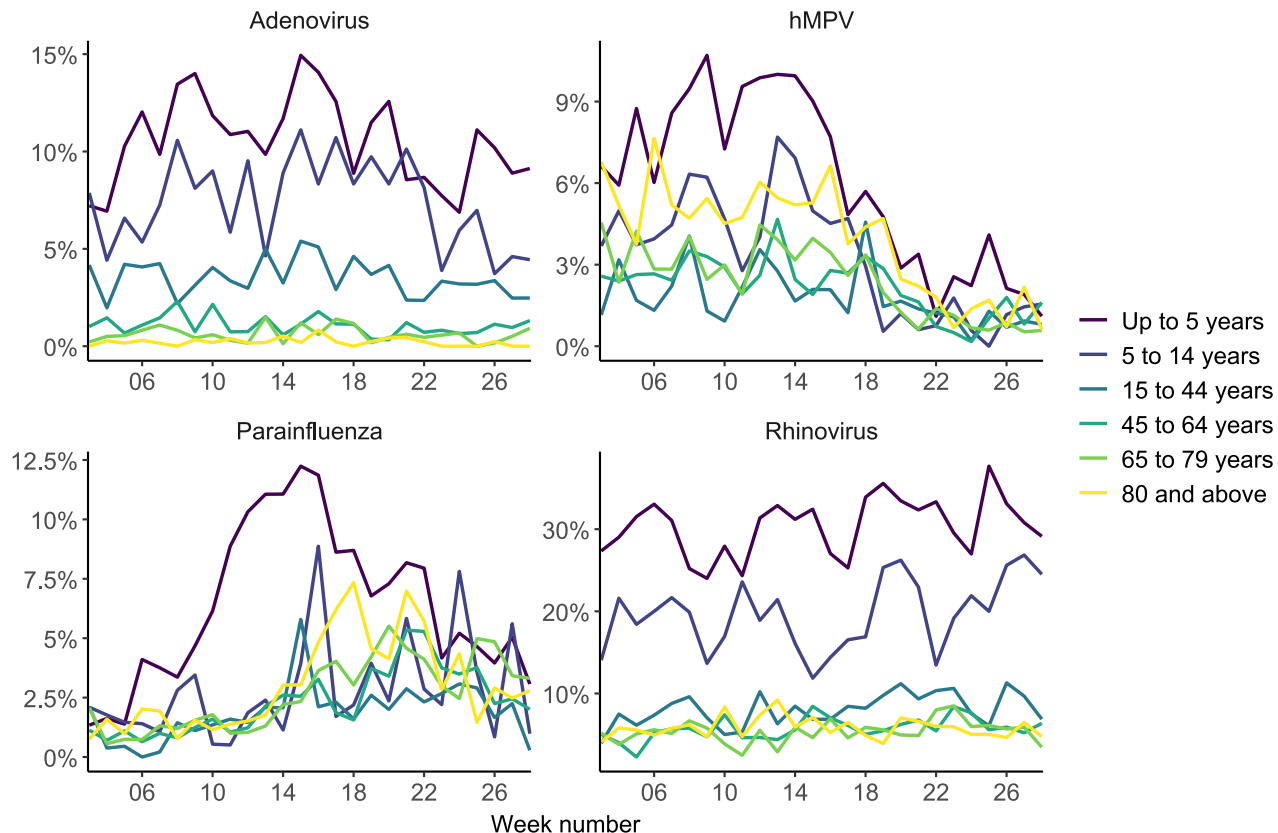 Adenovirus
hMPV
15%
10%
5%
0%
06 10 14 18 22 26
9%
6%
3%
0%
06 10 14 18 22 26
Parainfluenza
Rhinovirus
12.5%
10%
7.5%
5%
2.5%
0%
06 10 14 18 22 26
30%
20%
10%
06 10 14 18 22 26
Week number
Up to 5 years
5 to 14 years
15 to 44 years
45 to 64 years
65 to 79 years
80 and above